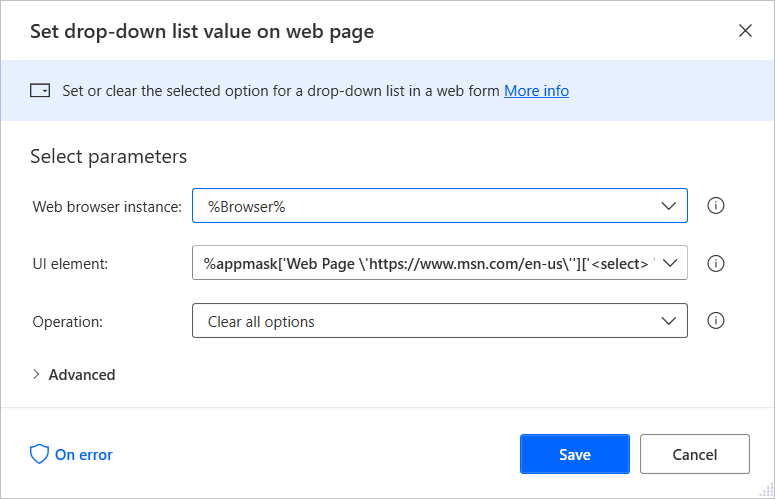 Set drop-down list value on web page
Set or clear the selected option for a drop-down list in a web form More info
Select parameters
Web browser instance: %Browser%
UI element: %appmask['Web Page \'https://www.msn.com/en-us\'']['<select> '
Operation: Clear all options
Advanced
On error Save Cancel